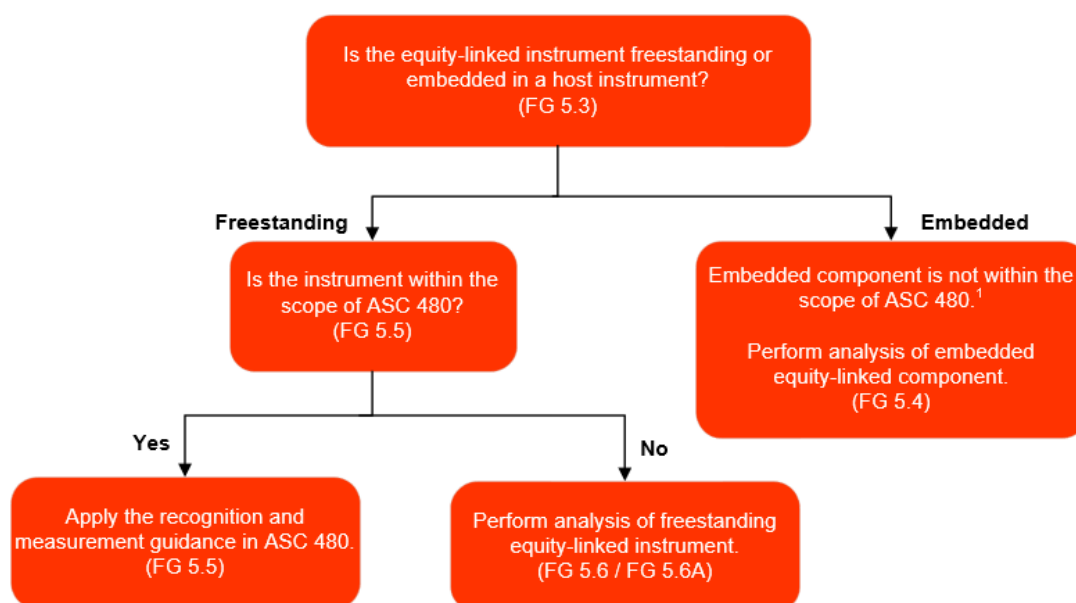 Is the equity-linked instrument freestanding or
embedded in a host instrument?
(FG 5.3)
Freestanding
Embedded
Is the instrument within the
scope of ASC 480?
(FG 5.5)
Embedded component is not within the
scope of ASC 480.1
Perform analysis of embedded
equity-linked component.
(FG 5.4)
Yes
No
Apply the recognition and
measurement guidance in ASC 480.
(FG 5.5)
Perform analysis of freestanding
equity-linked instrument.
(FG 5.6 / FG 5.6A)